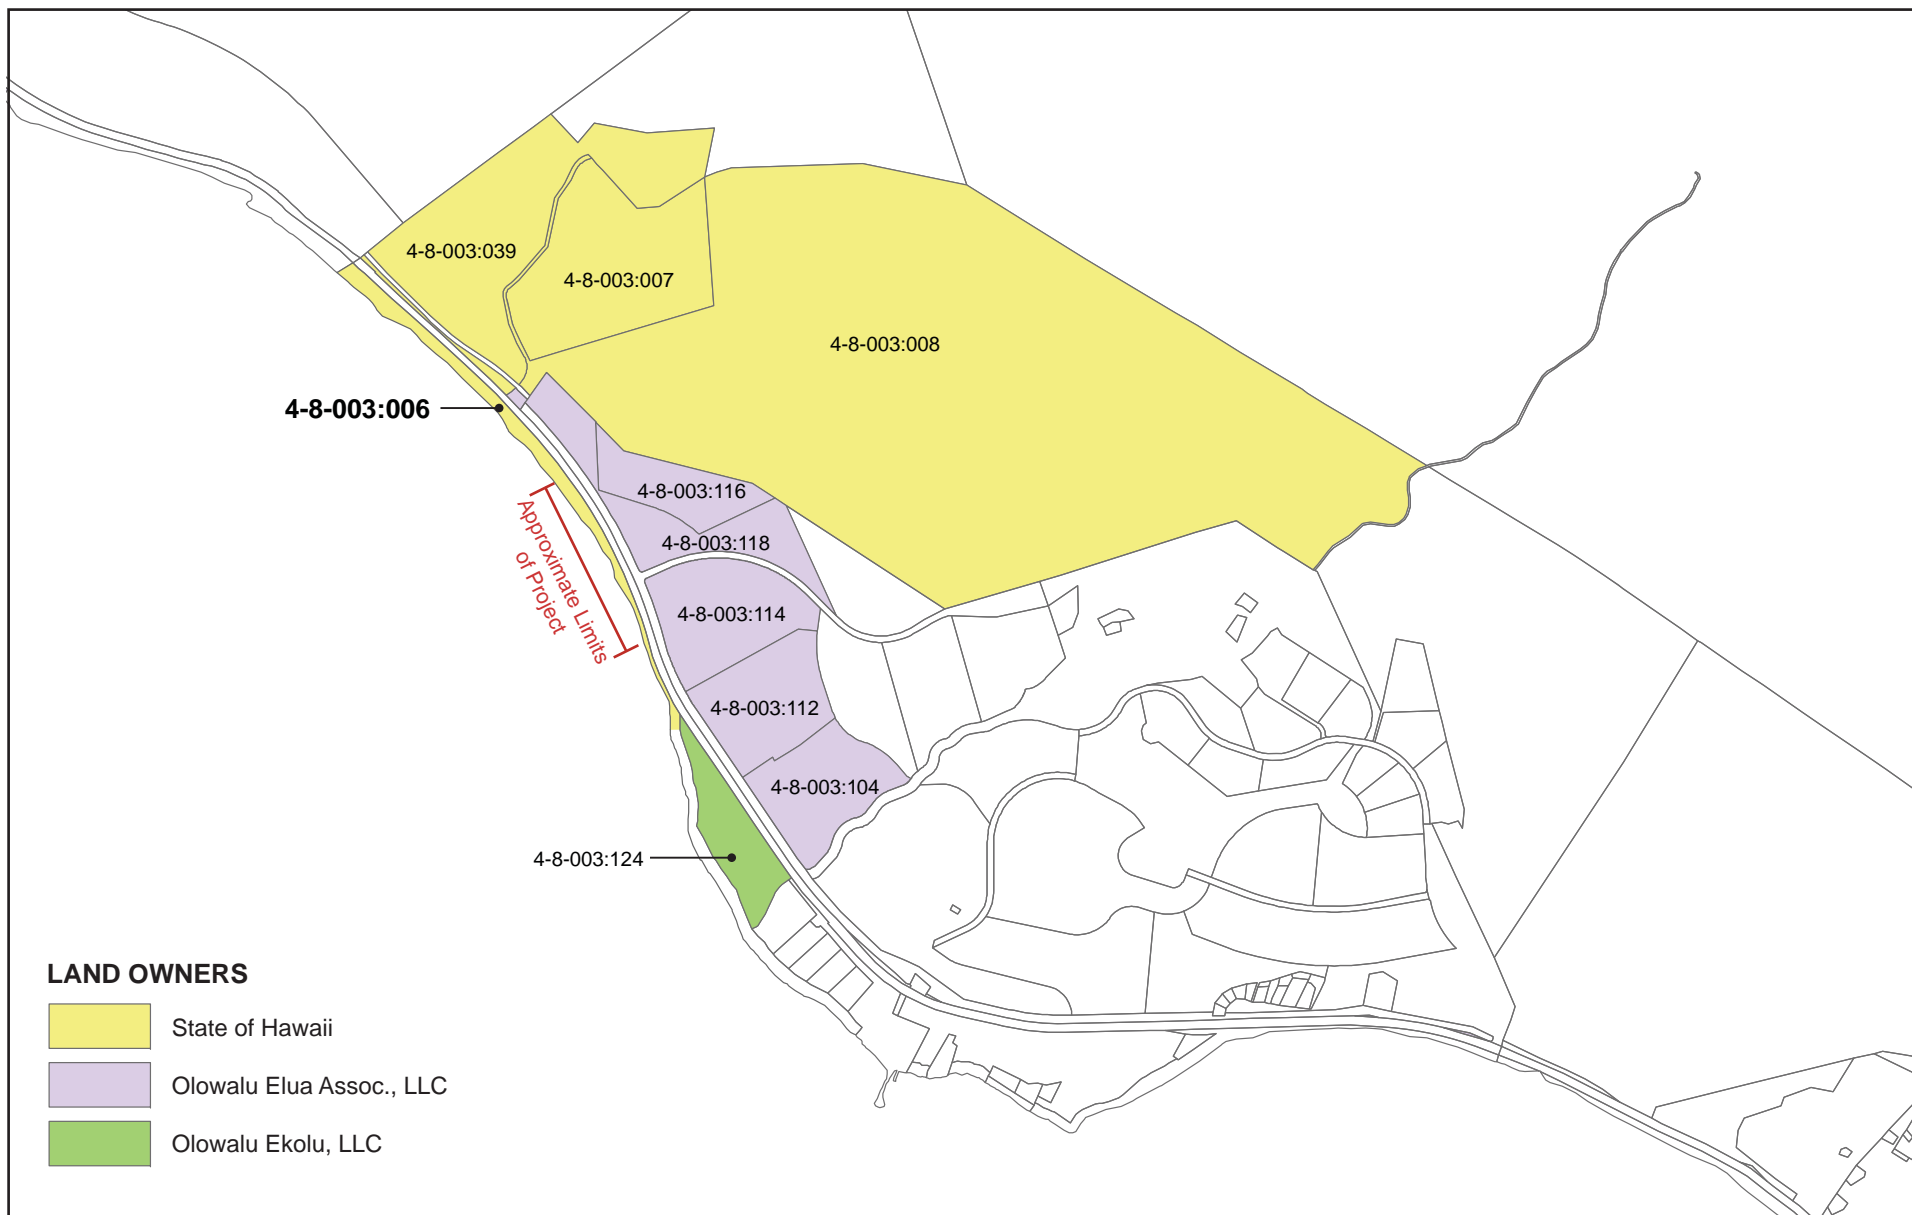 4-8-003:039
4-8-003:007
4-8-003:008
4-8-003:006
4-8-003:116
4-8-003:118
Approximate Limits
of Project
4-8-003:114
4-8-003:112
4-8-003:104
4-8-003:124
LAND OWNERS
State of Hawaii
Olowalu Elua Assoc., LLC
Olowalu Ekolu, LLC